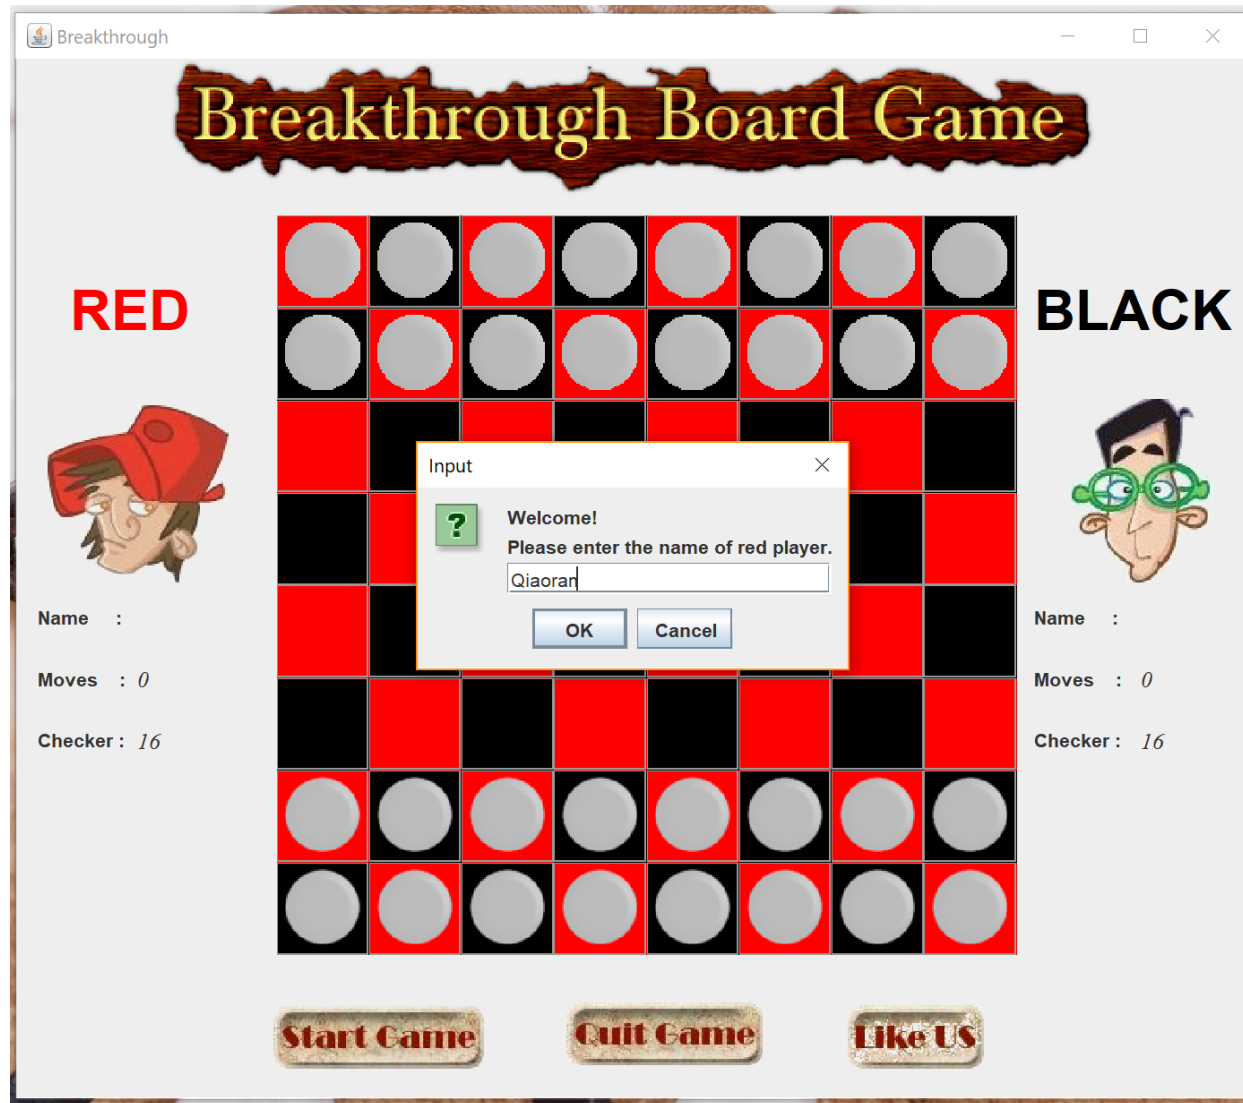 Breakthrough
Breakthrough Board Game
RED
BLACK
Input
?
Welcome!
Please enter the name of red player.
Qiaoran
OK
Cancel
Name :
Moves : 0
Checker : 16
Name :
Moves : 0
Checker : 16
Start Game
Quit Game
Like US